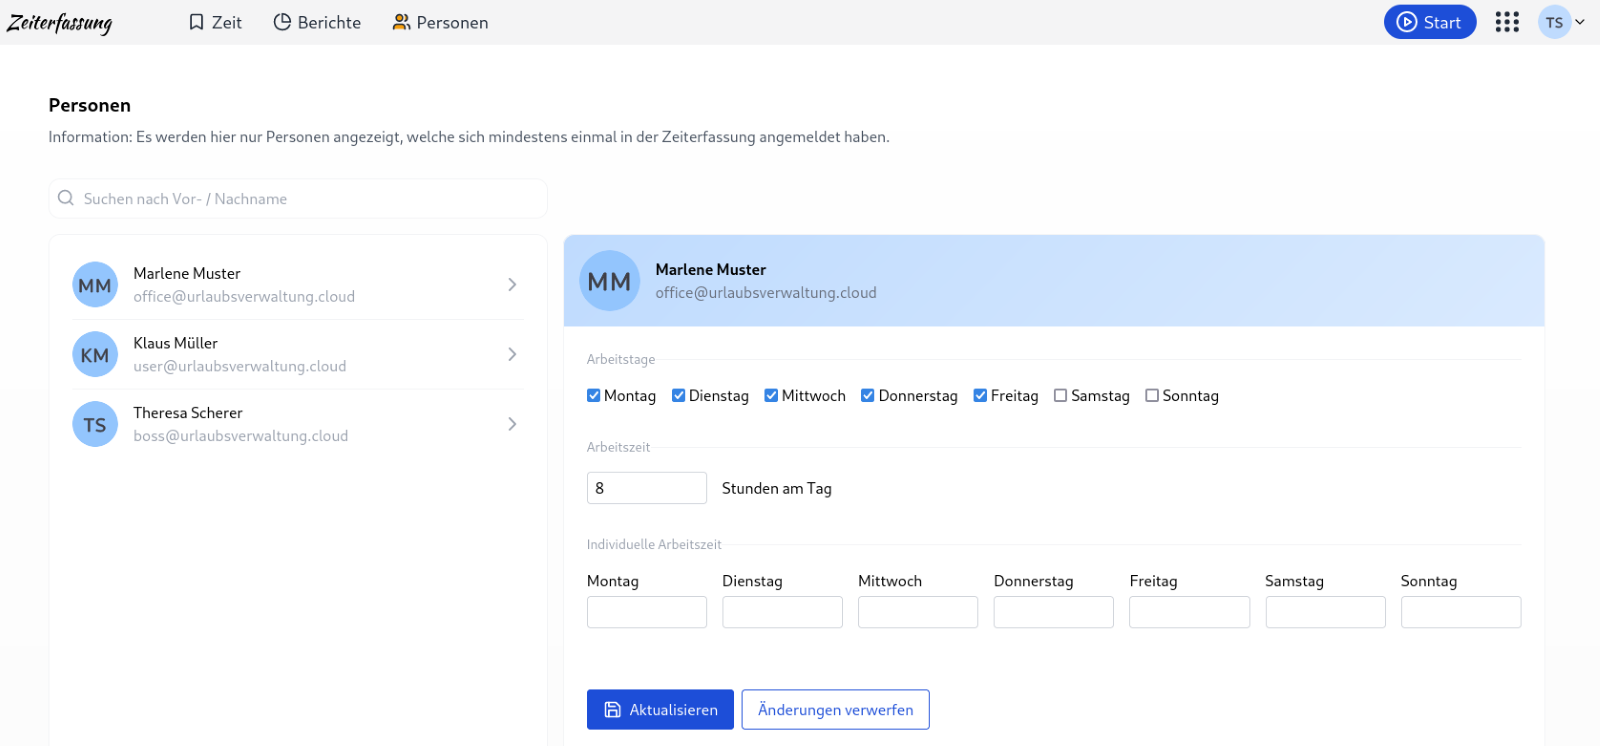 Zeiterfassung
Zeit
Berichte
Personen
Start
TS
Personen
Information: Es werden hier nur Personen angezeigt, welche sich mindestens einmal in der Zeiterfassung angemeldet haben.
Suchen nach Vor- / Nachname
MM
Marlene Muster
office@urlaubsverwaltung.cloud
KM
Klaus Müller
user@urlaubsverwaltung.cloud
TS
Theresa Scherer
boss@urlaubsverwaltung.cloud
MM
Marlene Muster
office@urlaubsverwaltung.cloud
Arbeitstage
Montag Dienstag Mittwoch Donnerstag Freitag Samstag Sonntag
Arbeitszeit
8 Stunden am Tag
Individuelle Arbeitszeit
Montag Dienstag Mittwoch Donnerstag Freitag Samstag Sonntag
Aktualisieren Änderungen verwerfen